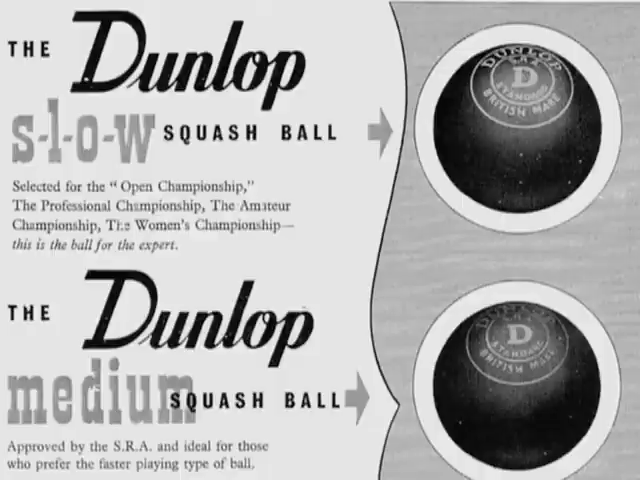 THE Dunlop
s-l-o-w SQUASH BALL
Selected for the "Open Championship,"
The Professional Championship, The Amateur
Championship, The Women's Championship—
this is the ball for the expert.
DUNLOP
S.R.A.
D
STANDARD
BRITISH MADE
THE Dunlop
medium SQUASH BALL
Approved by the S.R.A. and ideal for those
who prefer the faster playing type of ball.
DUNLOP
S.R.A.
D
STANDARD
BRITISH MADE